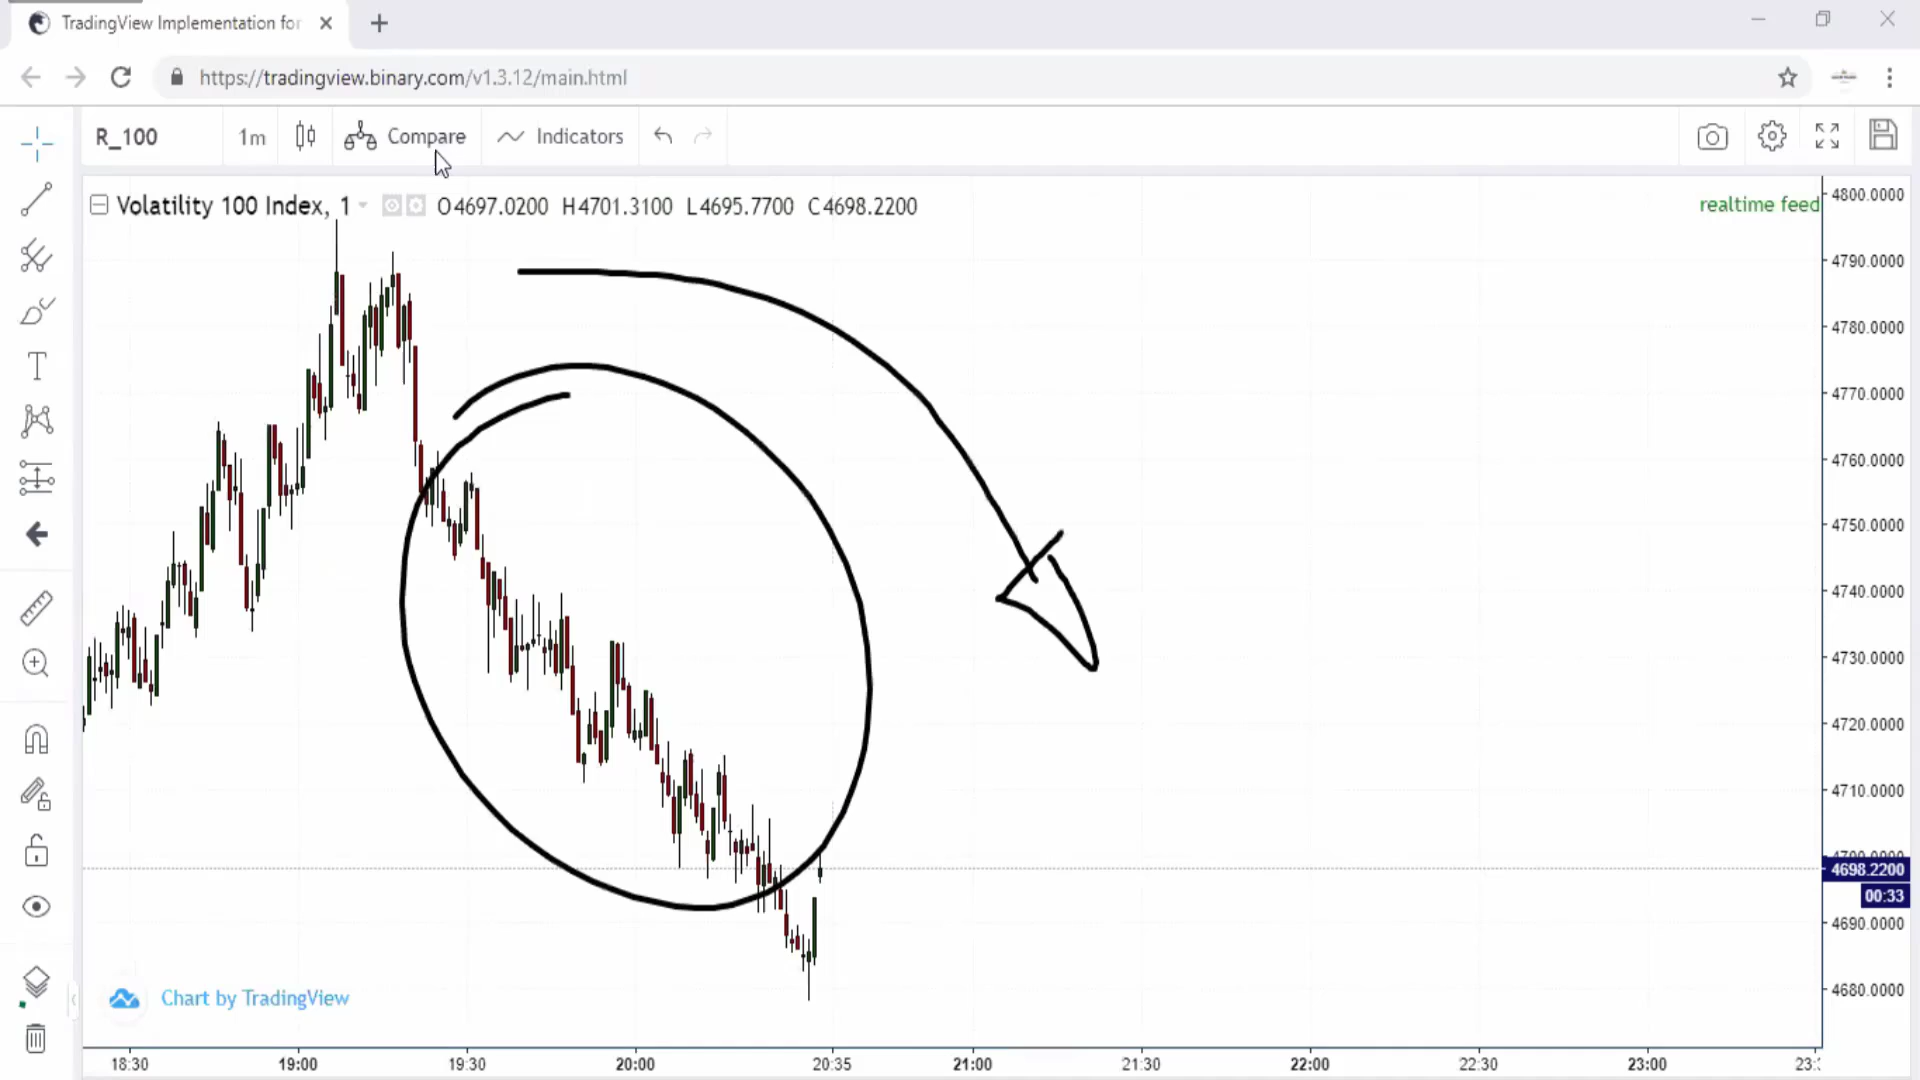 TradingView Implementation for
https://tradingview.binary.com/v1.3.12/main.html
R_100 1m Compare Indicators
Volatility 100 Index, 1 O4697.0200 H4701.3100 L4695.7700 C4698.2200
realtime feed
4800.0000
4790.0000
4780.0000
4770.0000
4760.0000
4750.0000
4740.0000
4730.0000
4720.0000
4710.0000
4700.0000
4698.2200
00:33
4690.0000
4680.0000
Chart by TradingView
18:30 19:00 19:30 20:00 20:35 21:00 21:30 22:00 22:30 23:00 23: